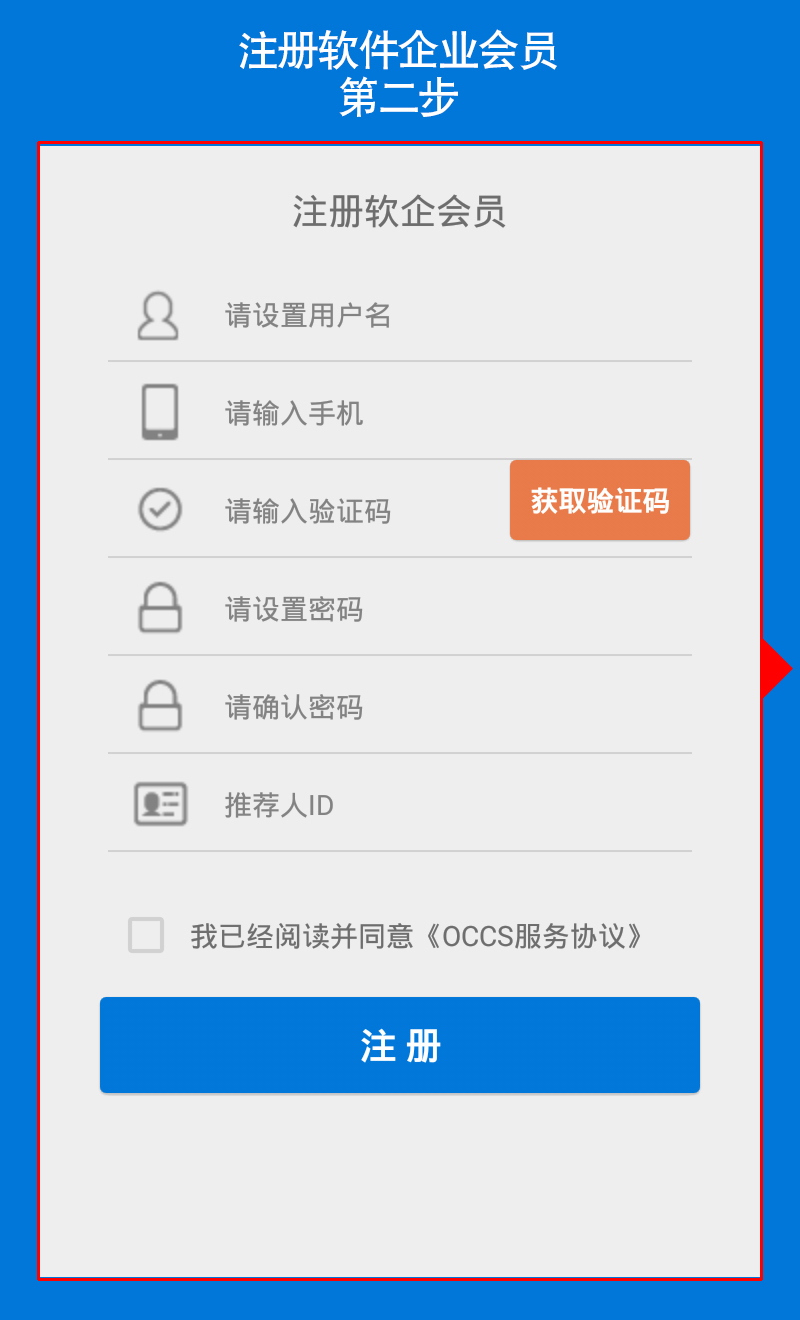 注册软件企业会员
第二步
注册软企会员
请设置用户名
请输入手机
请输入验证码
获取验证码
请设置密码
请确认密码
推荐人ID
我已经阅读并同意《OCCS服务协议》
注 册